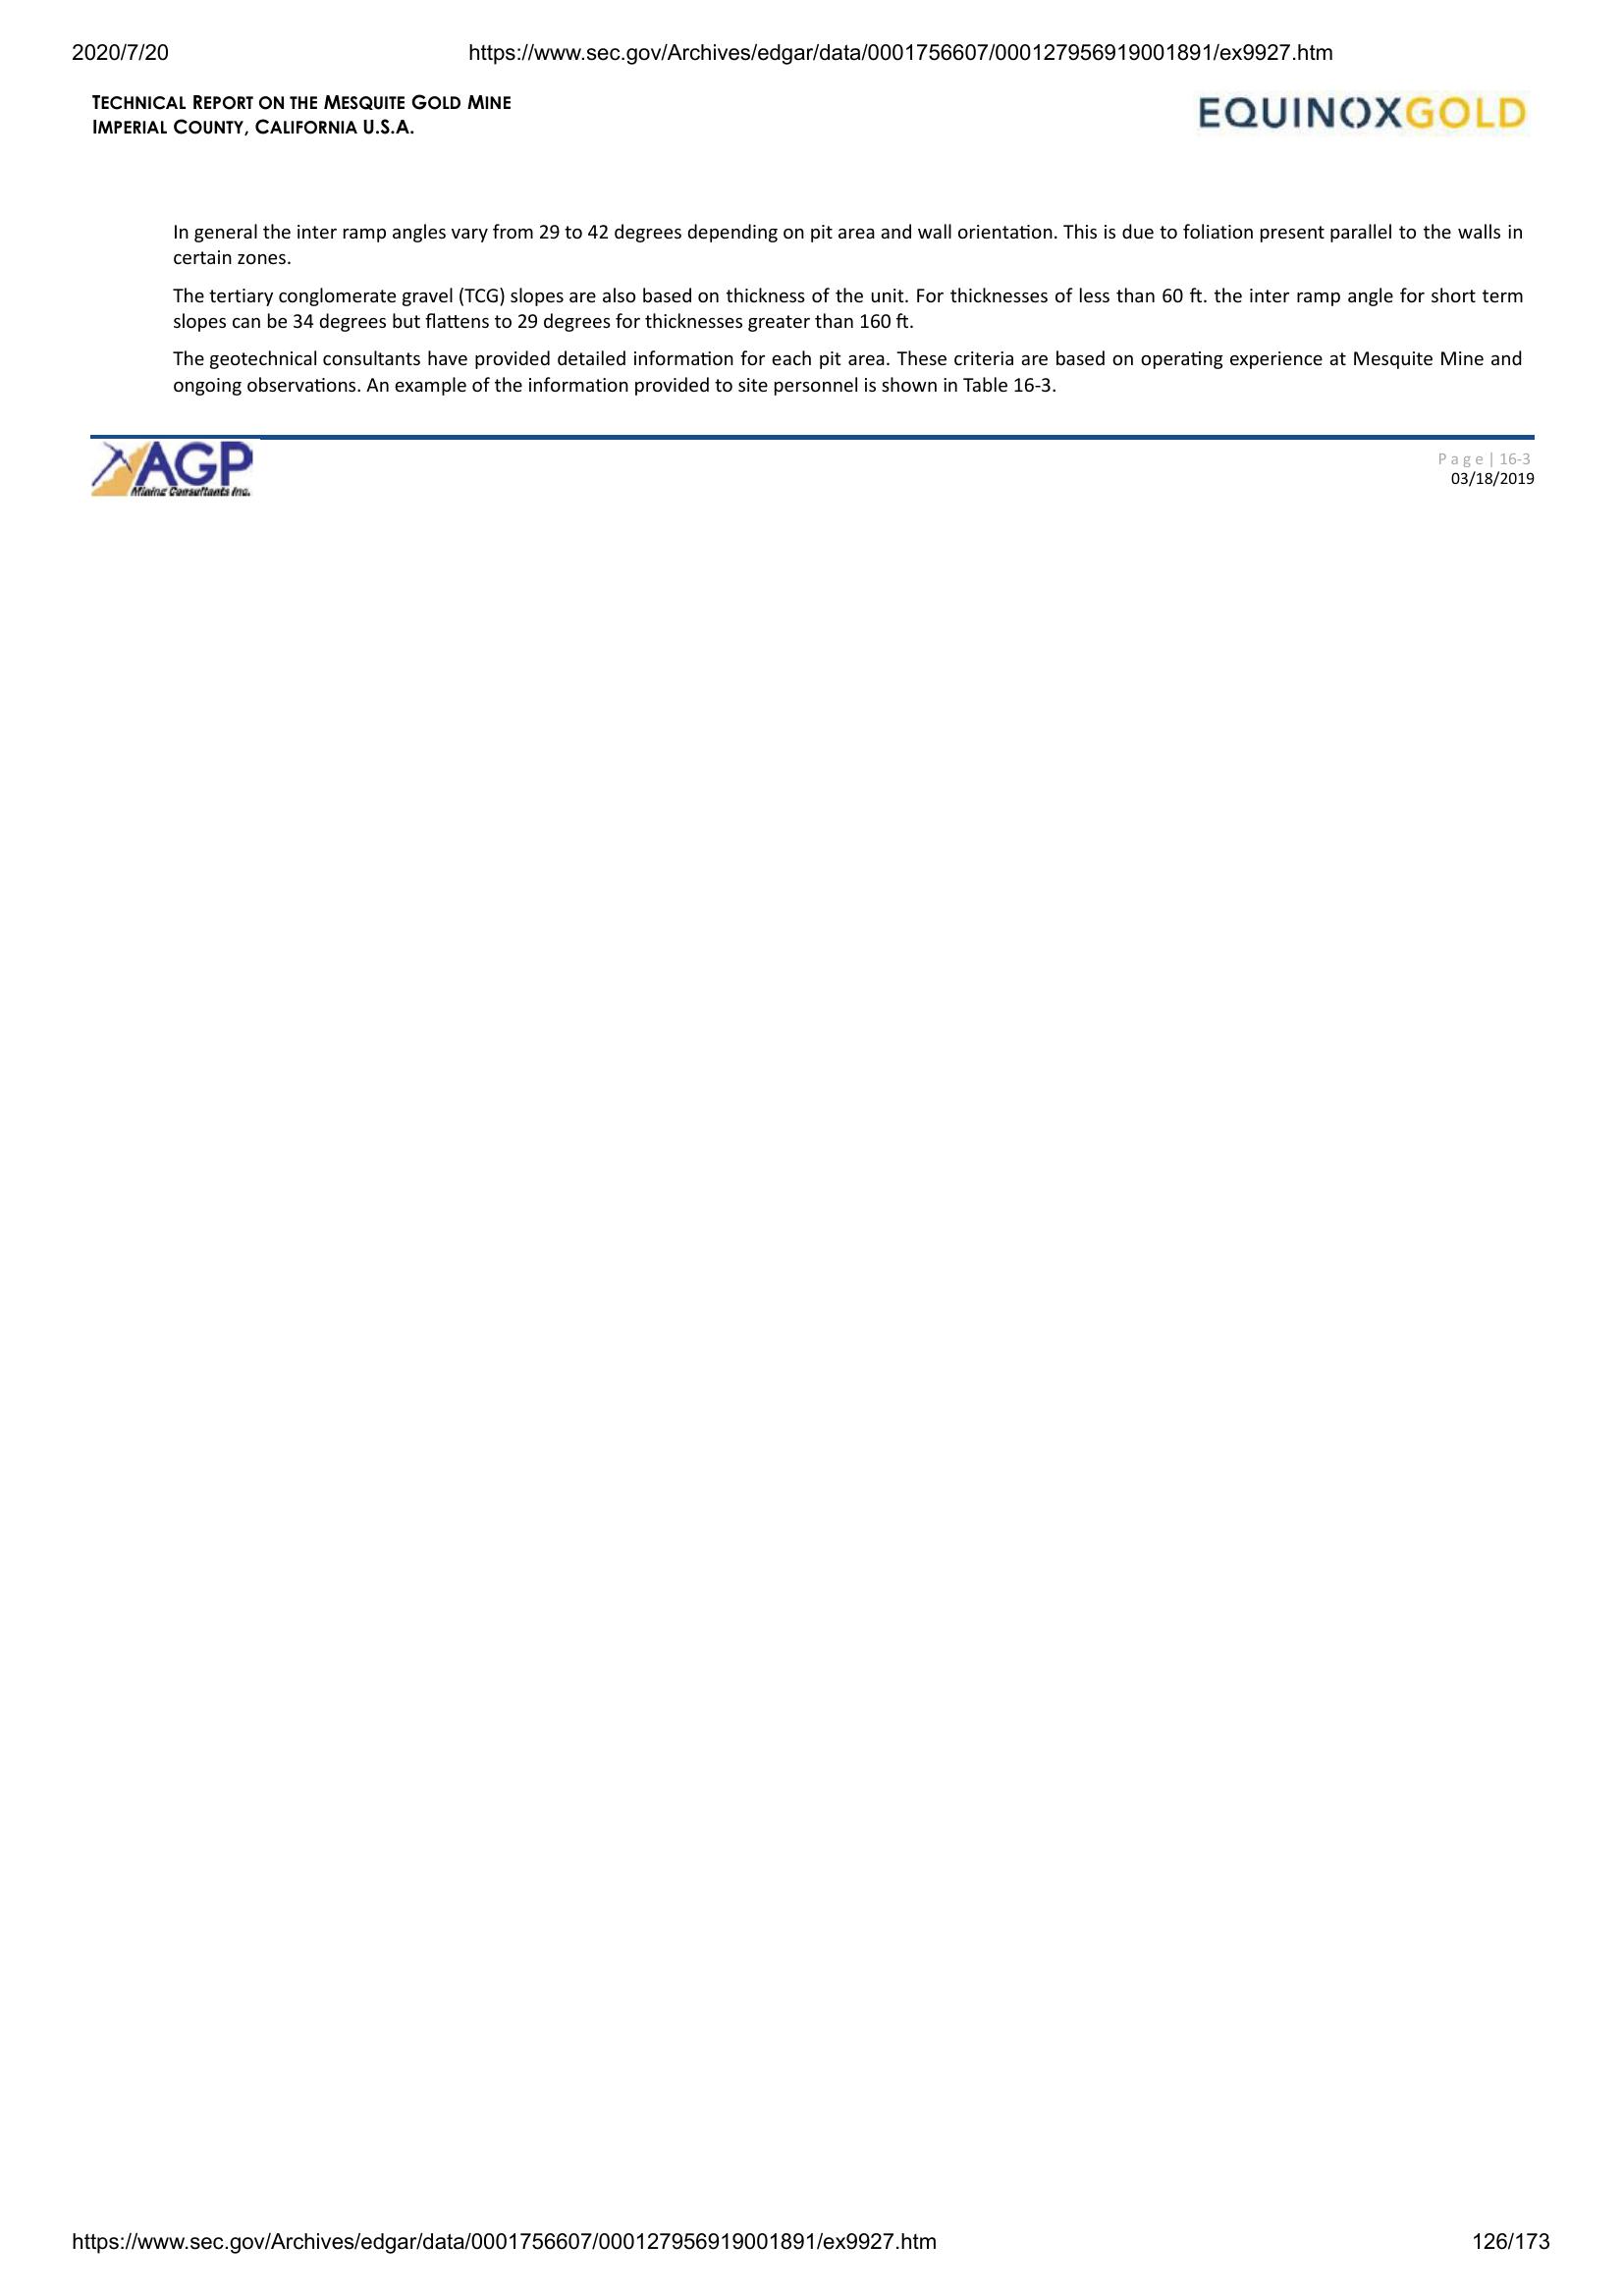 2020/7/20 https://www.sec.gov/Archives/edgar/data/0001756607/000127956919001891/ex9927.htm
TECHNICAL REPORT ON THE MESQUITE GOLD MINE
IMPERIAL COUNTY, CALIFORNIA U.S.A.
EQUINOXGOLD
In general the inter ramp angles vary from 29 to 42 degrees depending on pit area and wall orientation. This is due to foliation present parallel to the walls in
certain zones.
The tertiary conglomerate gravel (TCG) slopes are also based on thickness of the unit. For thicknesses of less than 60 ft. the inter ramp angle for short term
slopes can be 34 degrees but flattens to 29 degrees for thicknesses greater than 160 ft.
The geotechnical consultants have provided detailed information for each pit area. These criteria are based on operating experience at Mesquite Mine and
ongoing observations. An example of the information provided to site personnel is shown in Table 16-3.
AGP
Mining Consultants Inc.
Page | 16-3
03/18/2019
https://www.sec.gov/Archives/edgar/data/0001756607/000127956919001891/ex9927.htm 126/173